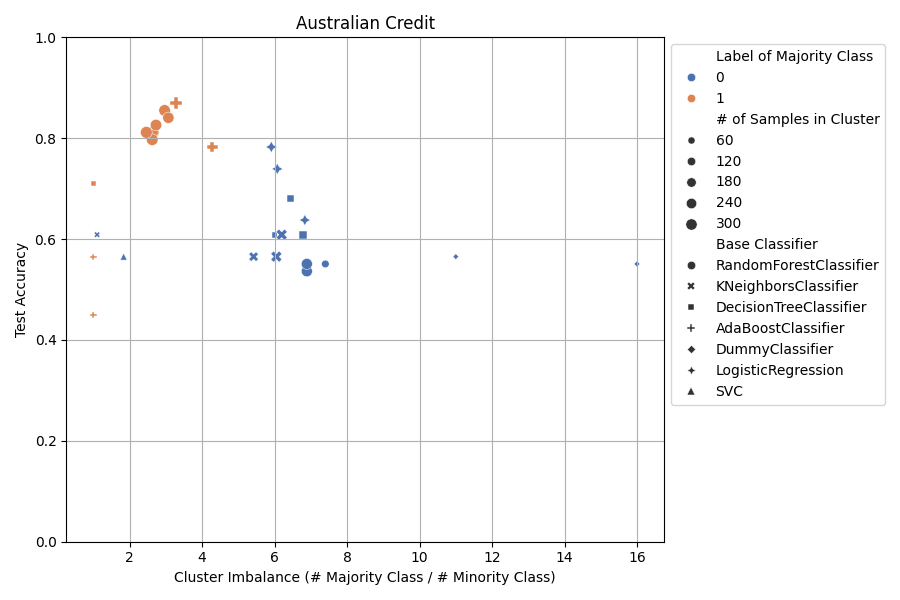 Australian Credit
1.0
0.8
0.6
0.4
0.2
0.0
Test Accuracy
2 4 6 8 10 12 14 16
Cluster Imbalance (# Majority Class / # Minority Class)
Label of Majority Class
0
1
# of Samples in Cluster
60
120
180
240
300
Base Classifier
RandomForestClassifier
KNeighborsClassifier
DecisionTreeClassifier
AdaBoostClassifier
DummyClassifier
LogisticRegression
SVC